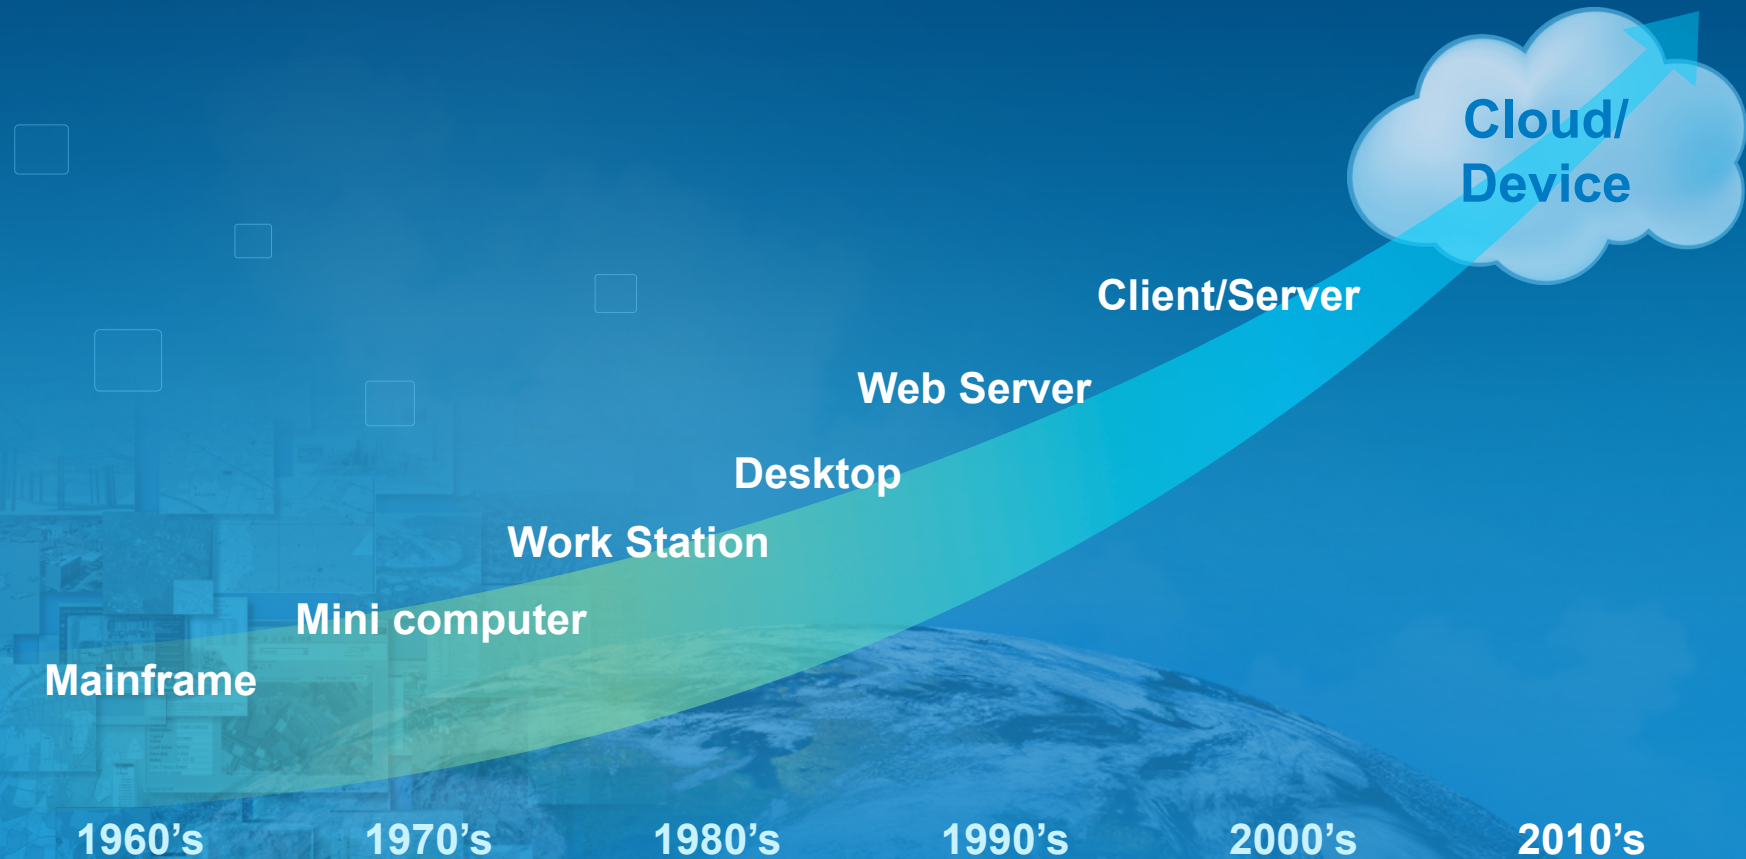 Cloud/
Device
Client/Server
Web Server
Desktop
Work Station
Mini computer
Mainframe
1960’s 1970’s 1980’s 1990’s 2000’s 2010’s